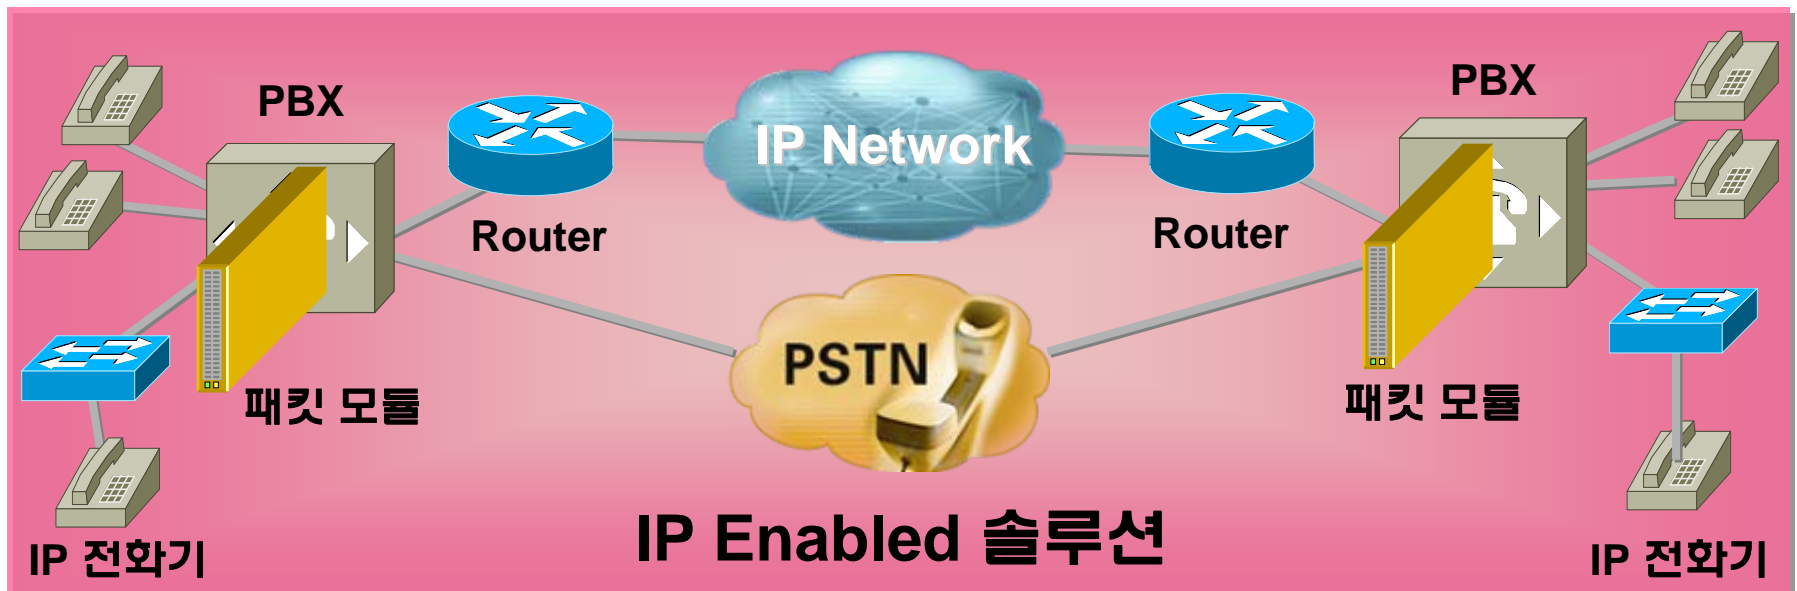 PBX
PBX
IP Network
Router
Router
PSTN
패킷 모듈
패킷 모듈
IP Enabled 솔루션
IP 전화기
IP 전화기